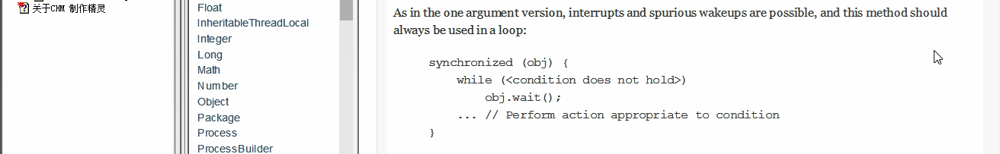 关于CHM 制作精灵
Float
InheritableThreadLocal
Integer
Long
Math
Number
Object
Package
Process
ProcessBuilder
As in the one argument version, interrupts and spurious wakeups are possible, and this method should
always be used in a loop:
synchronized (obj) {
while (<condition does not hold>)
obj.wait();
... // Perform action appropriate to condition
}